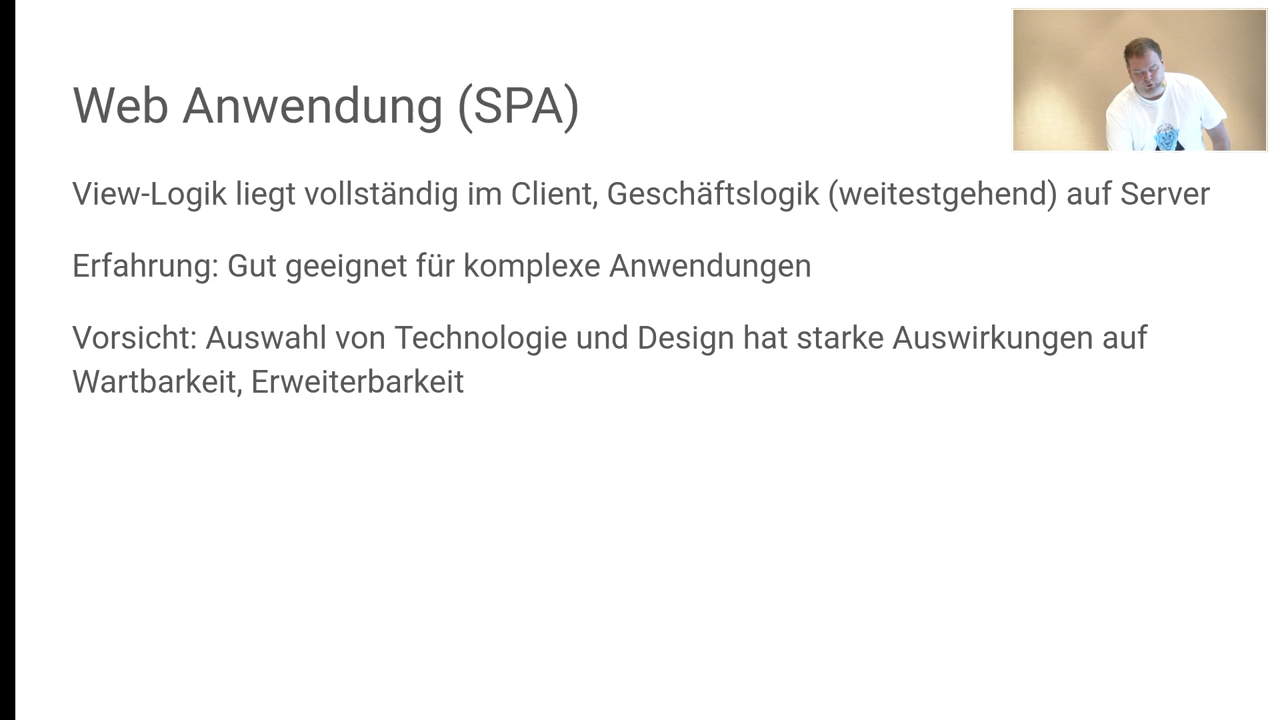 Web Anwendung (SPA)
View-Logik liegt vollständig im Client, Geschäftslogik (weitestgehend) auf Server
Erfahrung: Gut geeignet für komplexe Anwendungen
Vorsicht: Auswahl von Technologie und Design hat starke Auswirkungen auf
Wartbarkeit, Erweiterbarkeit